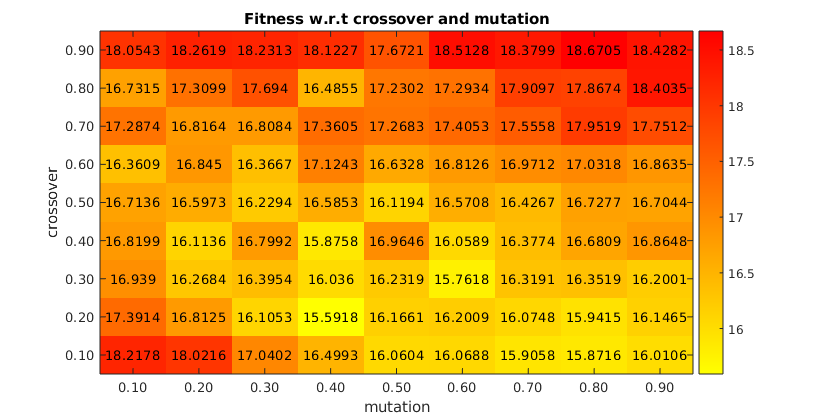 Fitness w.r.t crossover and mutation
0.90 18.0543 18.2619 18.2313 18.1227 17.6721 18.5128 18.3799 18.6705 18.4282
0.80 16.7315 17.3099 17.694 16.4855 17.2302 17.2934 17.9097 17.8674 18.4035
0.70 17.2874 16.8164 16.8084 17.3605 17.2683 17.4053 17.5558 17.9519 17.7512
0.60 16.3609 16.845 16.3667 17.1243 16.6328 16.8126 16.9712 17.0318 16.8635
0.50 16.7136 16.5973 16.2294 16.5853 16.1194 16.5708 16.4267 16.7277 16.7044
0.40 16.8199 16.1136 16.7992 15.8758 16.9646 16.0589 16.3774 16.6809 16.8648
0.30 16.939 16.2684 16.3954 16.036 16.2319 15.7618 16.3191 16.3519 16.2001
0.20 17.3914 16.8125 16.1053 15.5918 16.1661 16.2009 16.0748 15.9415 16.1465
0.10 18.2178 18.0216 17.0402 16.4993 16.0604 16.0688 15.9058 15.8716 16.0106
0.10 0.20 0.30 0.40 0.50 0.60 0.70 0.80 0.90
mutation
crossover
18.5
18
17.5
17
16.5
16